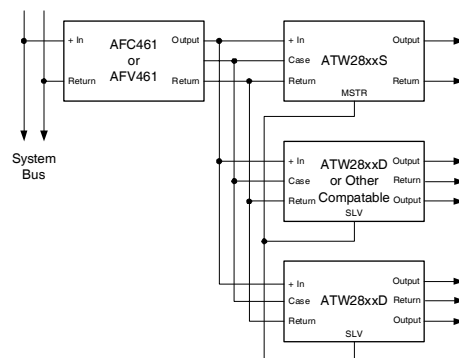 + In
Return
AFC461
or
AFV461
Output
Return
System
Bus
+ In
Case
Return
ATW28xxS
Output
Return
MSTR
+ In
Case
Return
ATW28xxD
or Other
Compatable
Output
Return
Output
SLV
+ In
Case
Return
ATW28xxD
Output
Return
Output
SLV